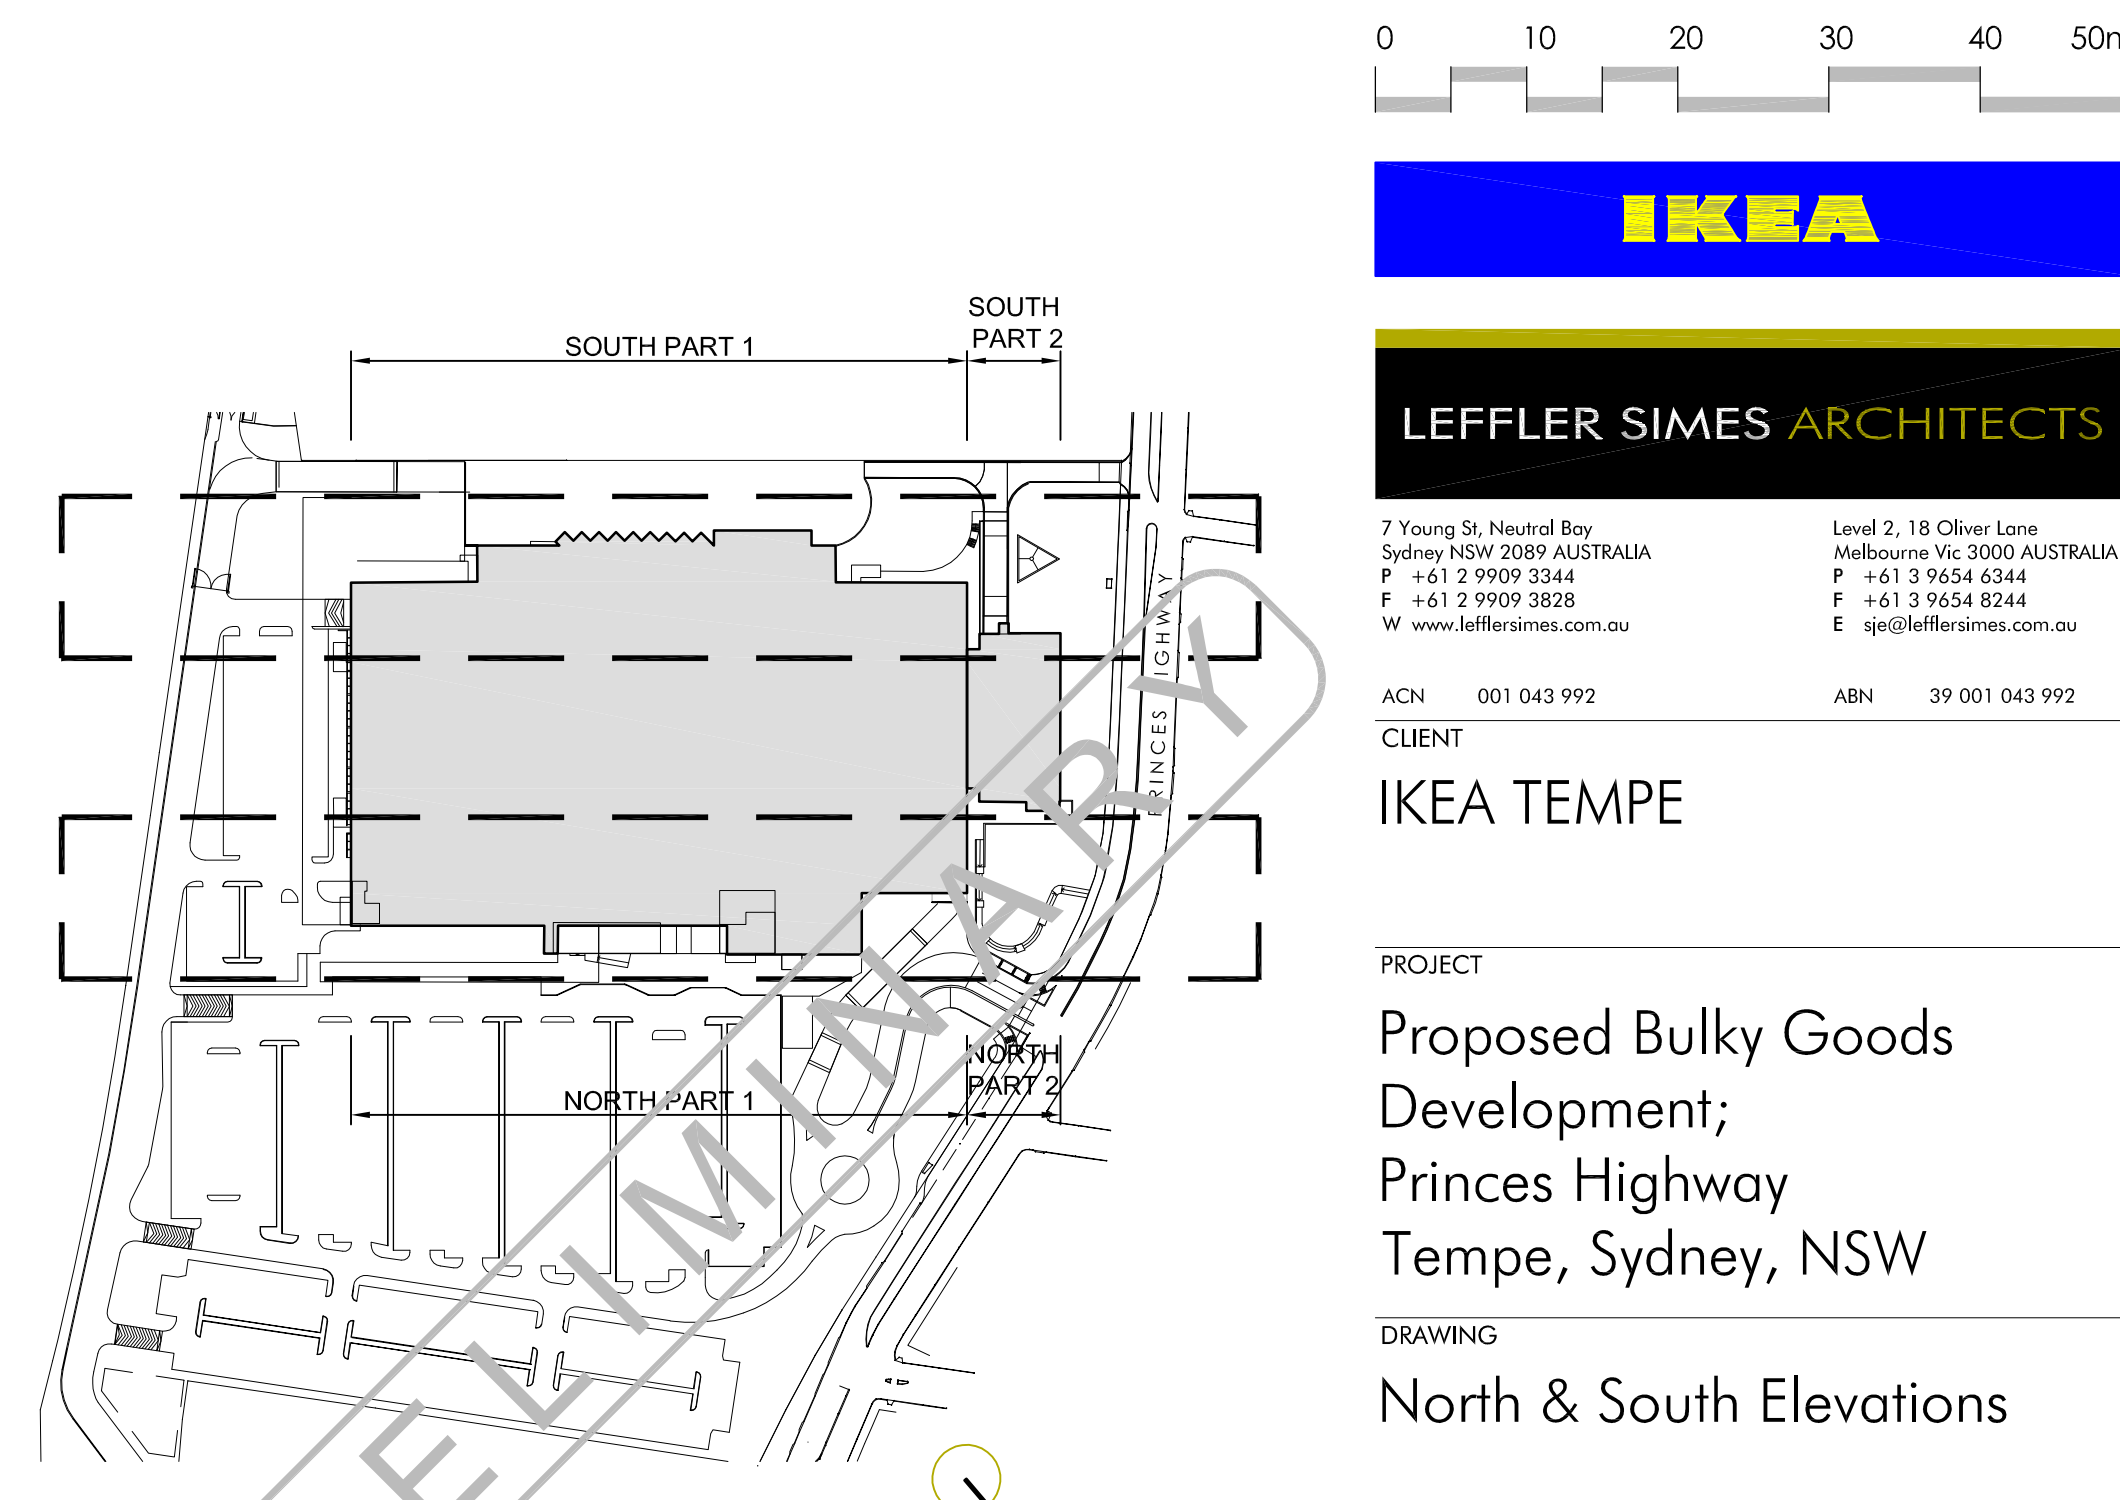 0 10 20 30 40 50m
IKEA
SOUTH
PART 2
SOUTH PART 1
LEFFLER SIMES ARCHITECTS
7 Young St, Neutral Bay
Sydney NSW 2089 AUSTRALIA
P +61 2 9909 3344
F +61 2 9909 3828
W www.lefflersimes.com.au
Level 2, 18 Oliver Lane
Melbourne Vic 3000 AUSTRALIA
P +61 3 9654 6344
F +61 3 9654 8244
E sje@lefflersimes.com.au
ACN 001 043 992
ABN 39 001 043 992
CLIENT
IKEA TEMPE
PROJECT
Proposed Bulky Goods
Development;
Princes Highway
Tempe, Sydney, NSW
DRAWING
North & South Elevations
PRINCES HIGHWAY
NORTH
PART 2
NORTH PART 1
ELIMINARY